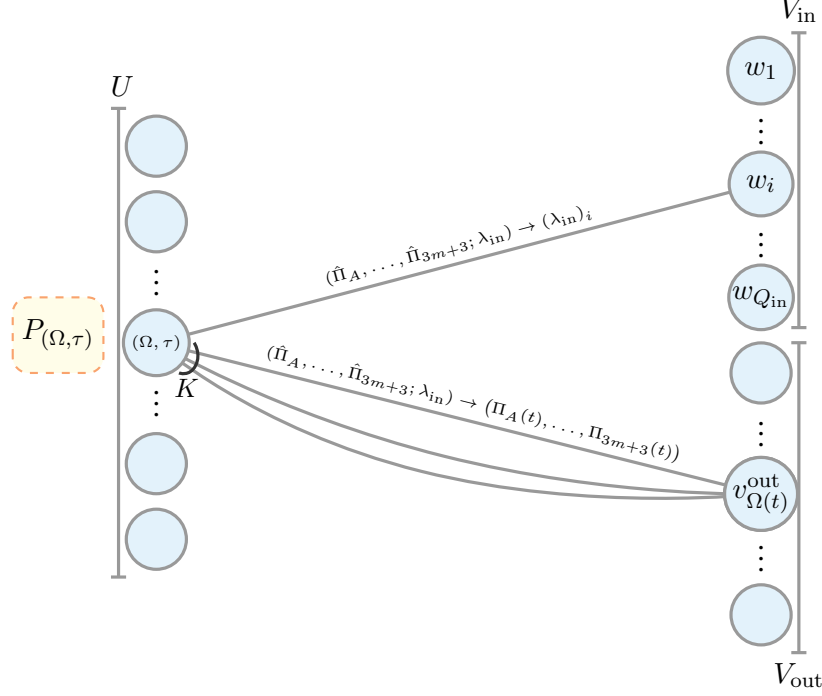 V_in
w_1
⋮
U
w_i
⋮
(Π̂_A, …, Π̂_{3m+3}; λ_in) → (λ_in)_i
⋮
w_{Q_in}
P_{(Ω,τ)}
(Ω, τ)
(Π̂_A, …, Π̂_{3m+3}; λ_in) → (Π_A(t), …, Π_{3m+3}(t))
K
⋮
⋮
v^out_{Ω(t)}
⋮
V_out